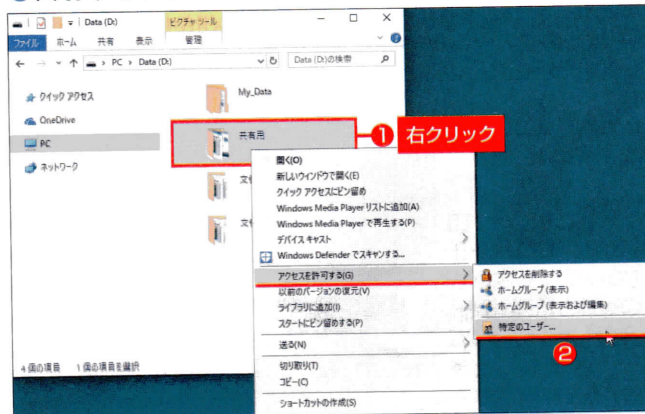 Data (D:)
ピクチャ ツール
ファイル
ホーム
共有
表示
管理
PC
Data (D:)
Data (D:)の検索
クイック アクセス
OneDrive
PC
ネットワーク
My_Data
共有用
文
文
1 右クリック
開く(O)
新しいウィンドウで開く(E)
クイック アクセスにピン留め
Windows Media Player リストに追加(A)
Windows Media Player で再生する(P)
デバイス キャスト
Windows Defender でスキャンする...
アクセスを許可する(G)
以前のバージョンの復元(V)
ライブラリに追加(I)
スタートにピン留めする(P)
送る(N)
切り取り(T)
コピー(C)
ショートカットの作成(S)
アクセスを削除する
ホームグループ (表示)
ホームグループ (表示および編集)
特定のユーザー...
2
4 個の項目 1 個の項目を選択